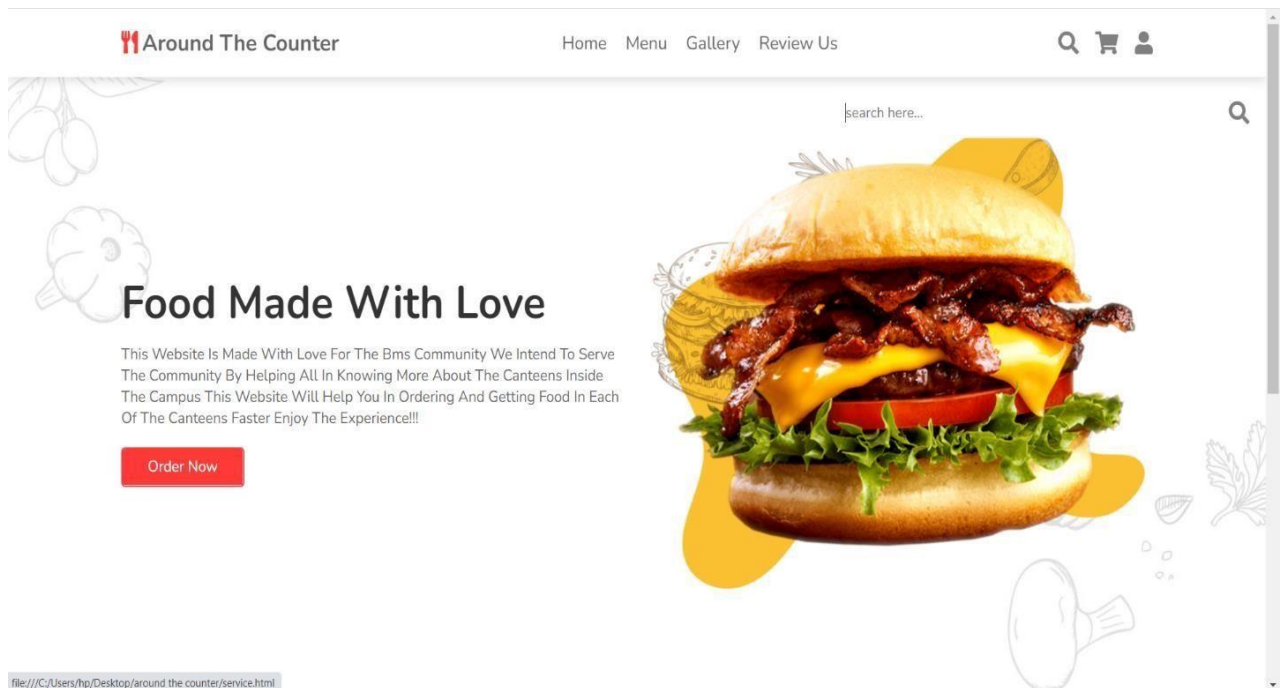 Around The Counter
Home Menu Gallery Review Us
search here...
Food Made With Love
This Website Is Made With Love For The Bms Community We Intend To Serve
The Community By Helping All In Knowing More About The Canteens Inside
The Campus This Website Will Help You In Ordering And Getting Food In Each
Of The Canteens Faster Enjoy The Experience!!!
Order Now
file:///C:/Users/hp/Desktop/around the counter/service.html